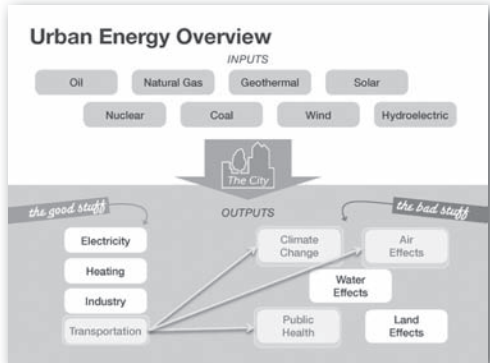 Urban Energy Overview
INPUTS
Oil
Natural Gas
Geothermal
Solar
Nuclear
Coal
Wind
Hydroelectric
The City
the good stuff
OUTPUTS
the bad stuff
Electricity
Heating
Industry
Transportation
Climate
Change
Air
Effects
Water
Effects
Public
Health
Land
Effects